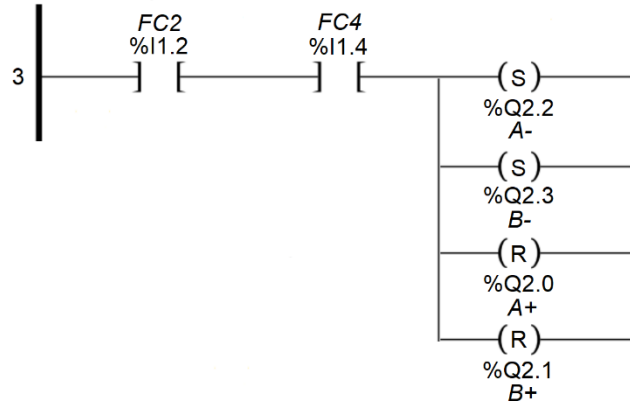 FC2
%I1.2
FC4
%I1.4
3
S
%Q2.2
A-
S
%Q2.3
B-
R
%Q2.0
A+
R
%Q2.1
B+